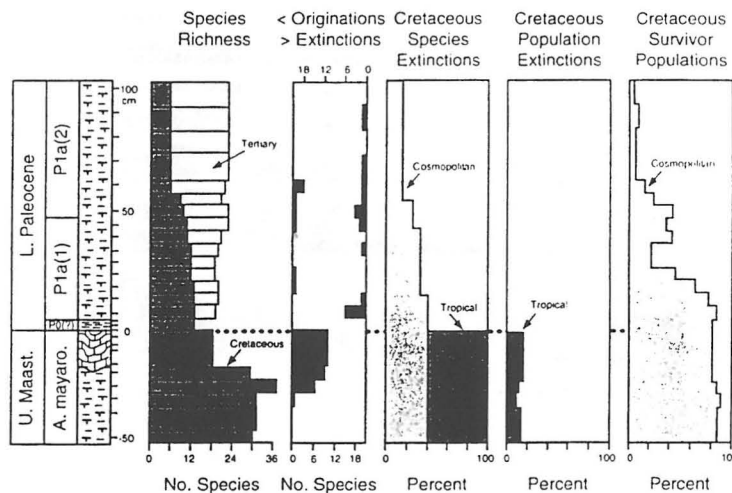 Species
Richness
< Originations
> Extinctions
Cretaceous
Species
Extinctions
Cretaceous
Population
Extinctions
Cretaceous
Survivor
Populations
18 12 6 0
L. Paleocene
U. Maast.
P1a(2)
P1a(1)
P0(?)
A. mayaro.
100
cm
50
0
-50
Tertiary
Cretaceous
Cosmopolitan
Tropical
Tropical
Cosmopolitan
0 12 24 36
0 6 12 18
0 100
0 100
0 100
No. Species
No. Species
Percent
Percent
Percent